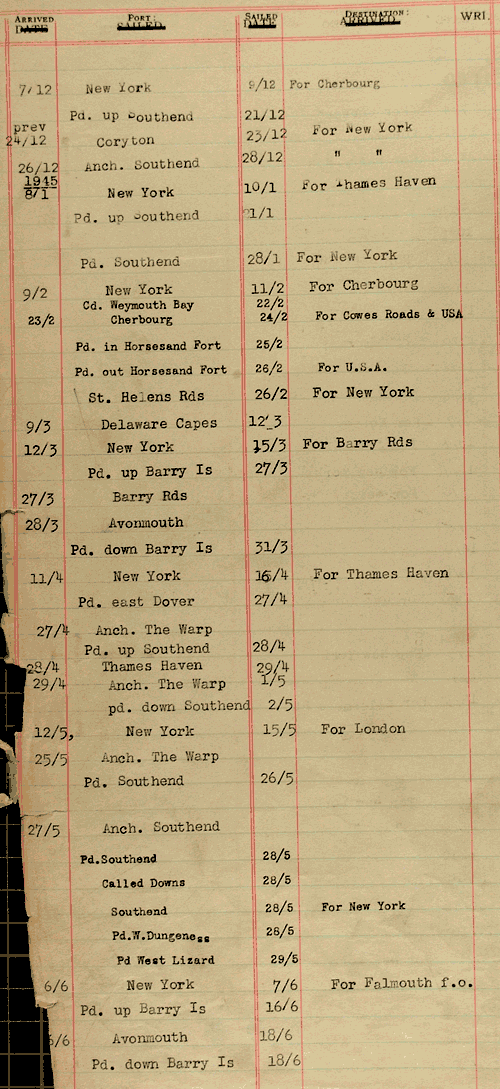 ARRIVED PORT: SAILED DESTINATION: WRI.
DATE SAILED DATE ARRIVED
7/12 New York 9/12 For Cherbourg
Pd. up Southend 21/12
prev
24/12 Coryton 23/12 For New York
26/12 Anch. Southend 28/12 " "
1945
8/1 New York 10/1 For Thames Haven
Pd. up Southend 21/1
Pd. Southend 28/1 For New York
9/2 New York 11/2 For Cherbourg
Cd. Weymouth Bay 22/2
23/2 Cherbourg 24/2 For Cowes Roads & USA
Pd. in Horsesand Fort 25/2
Pd. out Horsesand Fort 26/2 For U.S.A.
St. Helens Rds 26/2 For New York
9/3 Delaware Capes 12_3
12/3 New York 15/3 For Barry Rds
Pd. up Barry Is 27/3
27/3 Barry Rds
28/3 Avonmouth
Pd. down Barry Is 31/3
11/4 New York 16/4 For Thames Haven
Pd. east Dover 27/4
27/4 Anch. The Warp
Pd. up Southend 28/4
28/4 Thames Haven 29/4
29/4 Anch. The Warp 1/5
pd. down Southend 2/5
12/5, New York 15/5 For London
25/5 Anch. The Warp
Pd. Southend 26/5
27/5 Anch. Southend
Pd.Southend 28/5
Called Downs 28/5
Southend 28/5 For New York
Pd.W.Dungeness 28/5
Pd West Lizard 29/5
6/6 New York 7/6 For Falmouth f.o.
Pd. up Barry Is 16/6
/6 Avonmouth 18/6
Pd. down Barry Is 18/6